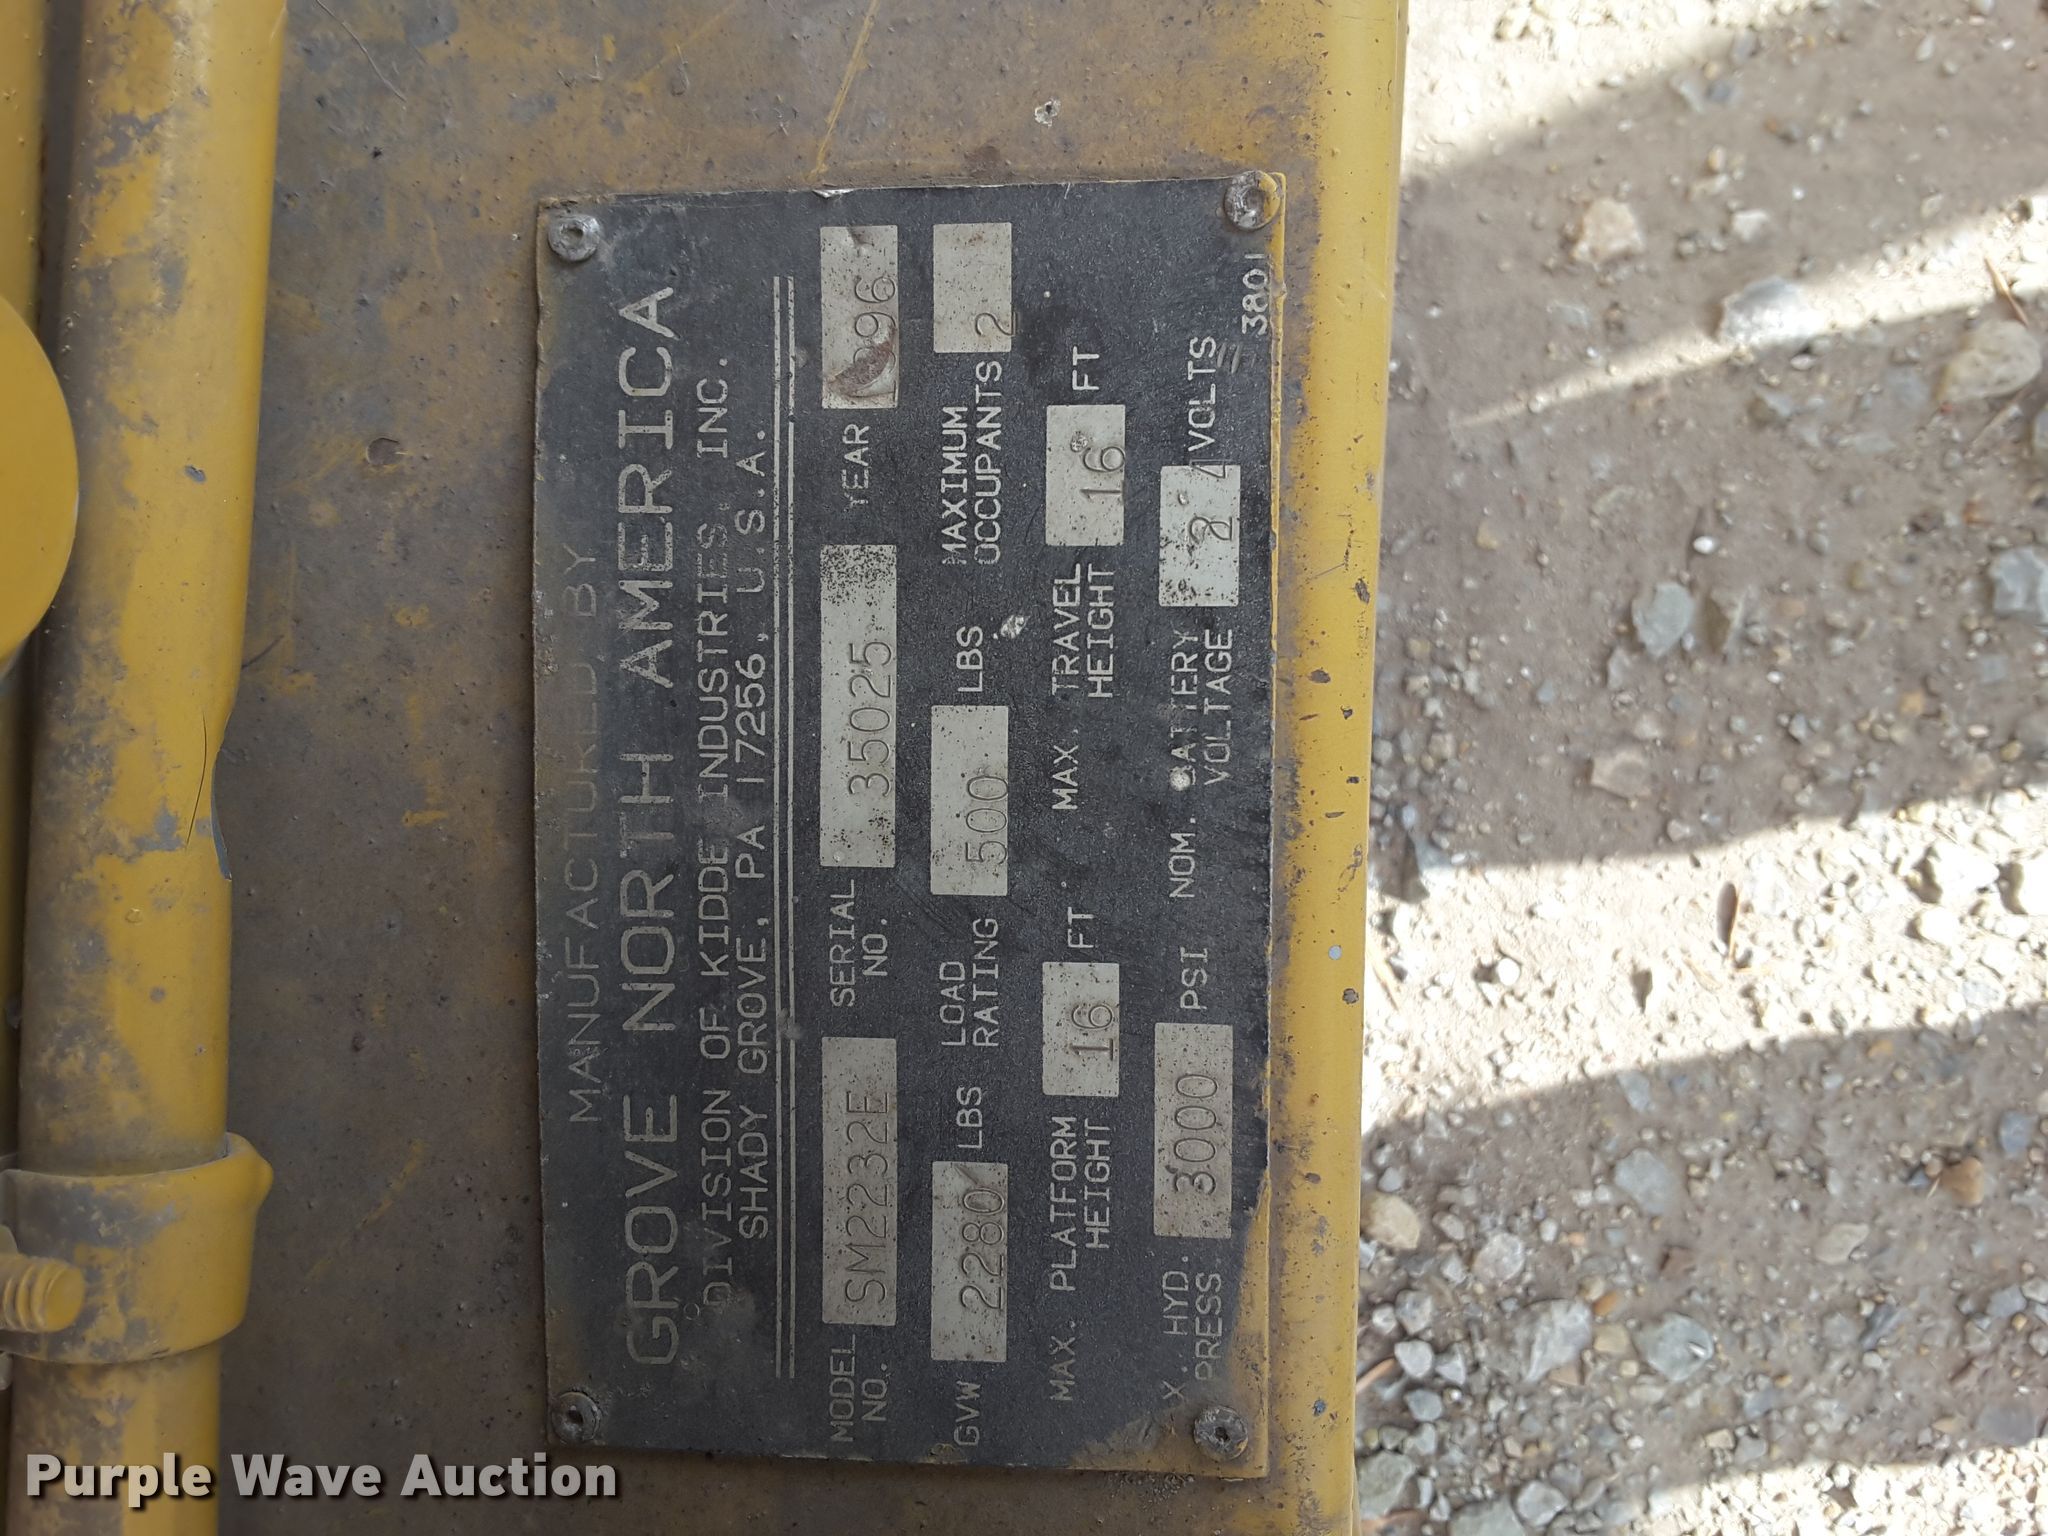 MANUFACTURED BY
GROVE NORTH AMERICA
DIVISION OF KIDDE INDUSTRIES, INC.
SHADY GROVE, PA 17256, U.S.A.
MODEL NO. SM2232E SERIAL NO. 35025 YEAR 1996
GVW 2280 LBS LOAD RATING 500 LBS MAXIMUM OCCUPANTS 2
MAX. PLATFORM HEIGHT 16 FT MAX. TRAVEL HEIGHT 16 FT
X. HYD. PRESS. 3000 PSI NOM. BATTERY VOLTAGE 24 VOLTS
3801
Purple Wave Auction